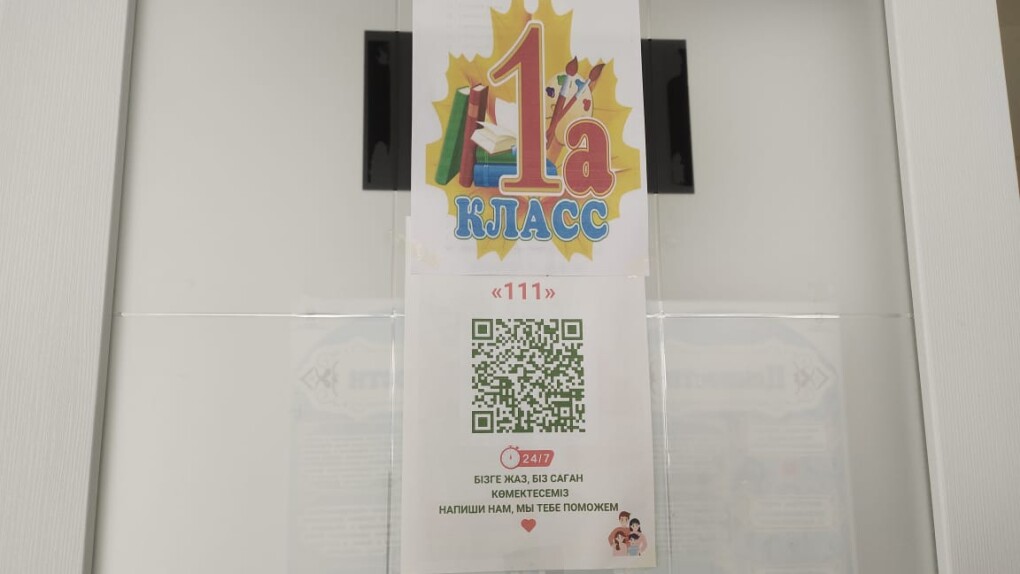 1а
КЛАСС
«111»
24/7
БІЗГЕ ЖАЗ, БІЗ САҒАН
КӨМЕКТЕСЕМІЗ
НАПИШИ НАМ, МЫ ТЕБЕ ПОМОЖЕМ